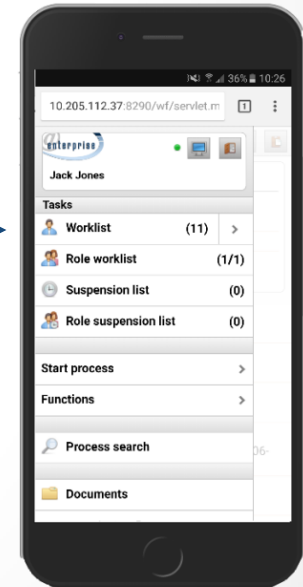 36% 10:26
10.205.112.37:8290/wf/servlet.m 1
@enterprise
Jack Jones
Tasks
Worklist (11) >
Role worklist (1/1)
Suspension list (0)
Role suspension list (0)
Start process >
Functions >
Process search
06-
Documents